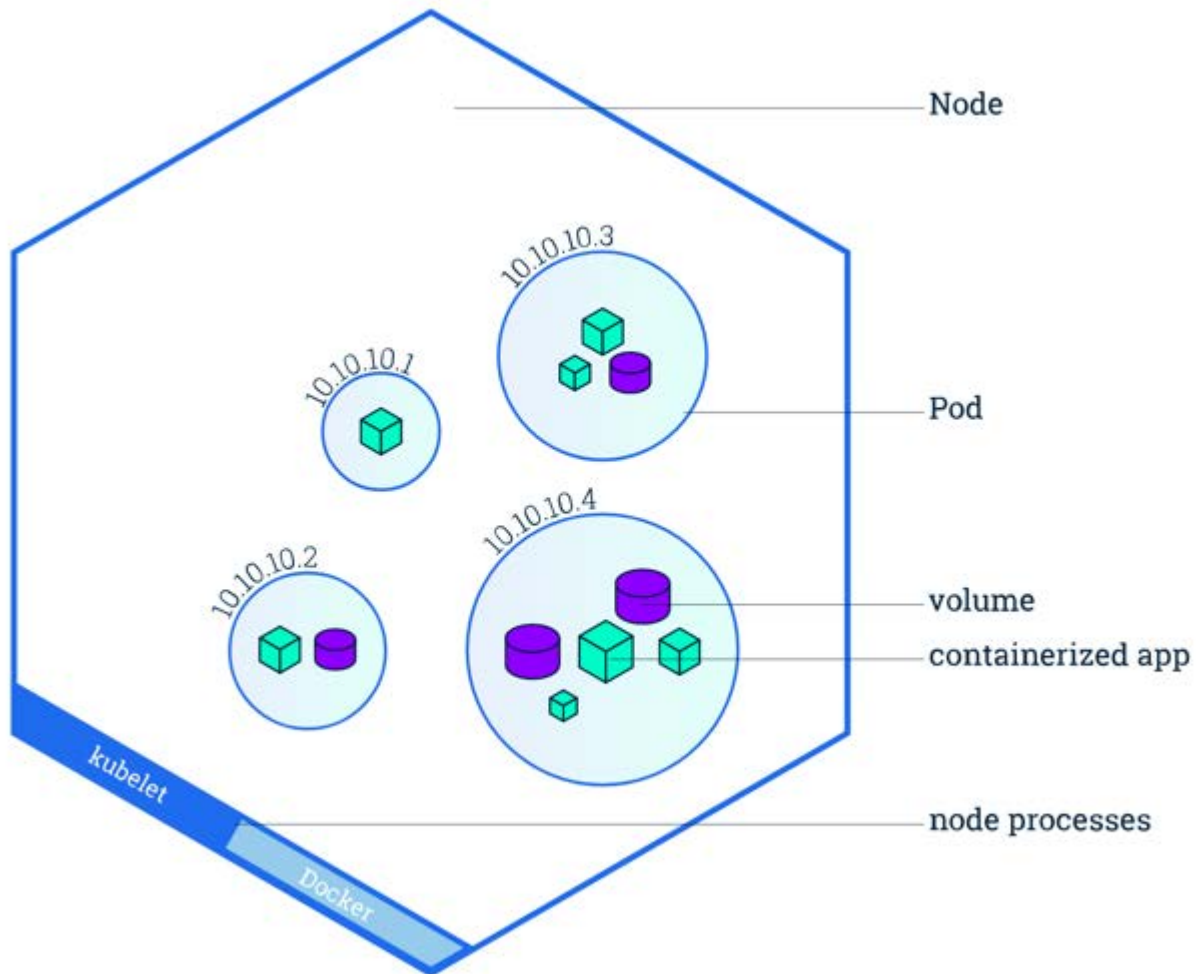 Node
10.10.10.3
10.10.10.1
Pod
10.10.10.4
10.10.10.2
volume
containerized app
kubelet
node processes
Docker